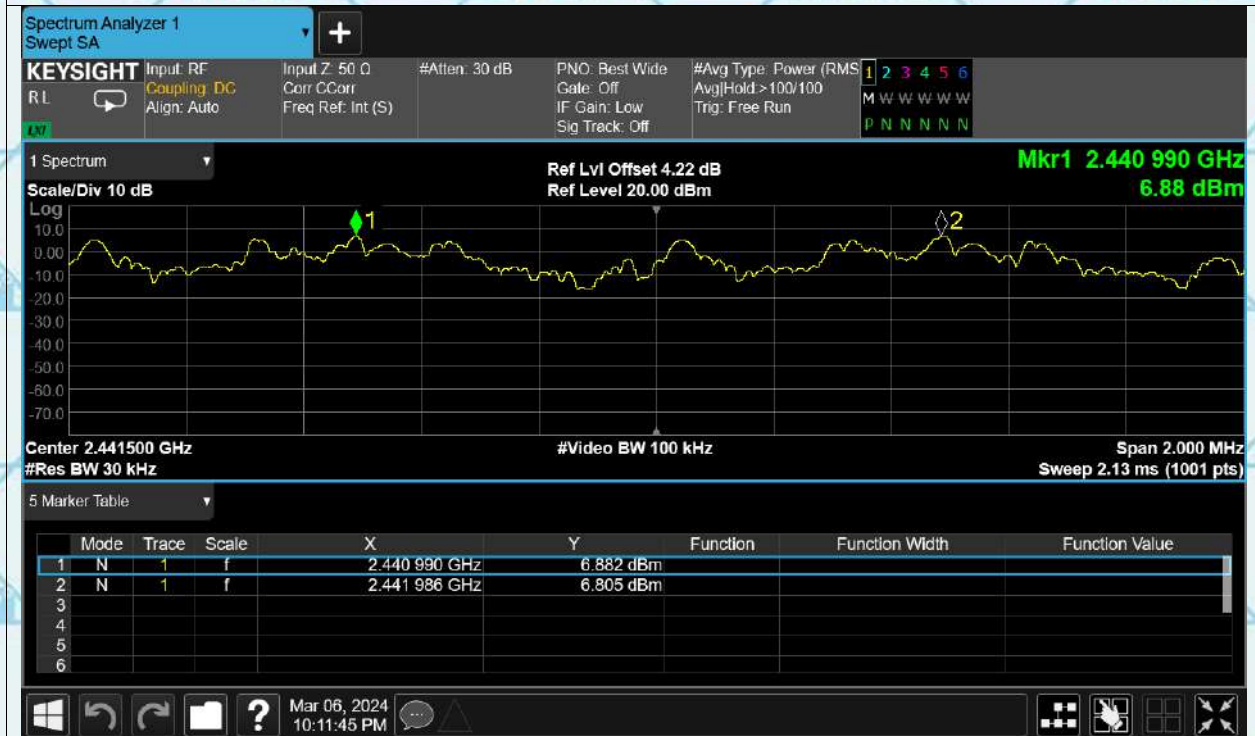 Spectrum Analyzer 1
Swept SA
+
KEYSIGHT Input: RF Input Z: 50 Ω #Atten: 30 dB PNO: Best Wide #Avg Type: Power (RMS 1 2 3 4 5 6
RL Coupling: DC Corr CCorr Gate: Off Avg|Hold:>100/100 M W W W W W
Align: Auto Freq Ref: Int (S) IF Gain: Low Trig: Free Run
LXI Sig Track: Off P N N N N N
1 Spectrum Ref Lvl Offset 4.22 dB Mkr1 2.440 990 GHz
Scale/Div 10 dB Ref Level 20.00 dBm 6.88 dBm
Log
1 2
10.0
0.00
-10.0
-20.0
-30.0
-40.0
-50.0
-60.0
-70.0
Center 2.441500 GHz #Video BW 100 kHz Span 2.000 MHz
#Res BW 30 kHz Sweep 2.13 ms (1001 pts)
5 Marker Table
Mode Trace Scale X Y Function Function Width Function Value
1 N 1 f 2.440 990 GHz 6.882 dBm
2 N 1 f 2.441 986 GHz 6.805 dBm
3
4
5
6
? Mar 06, 2024
10:11:45 PM